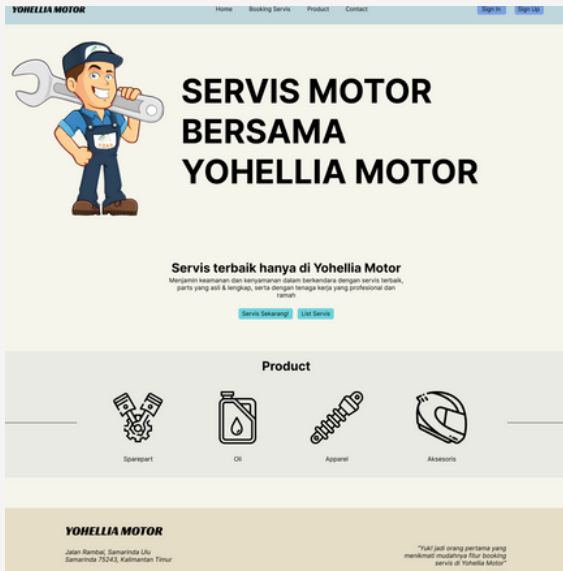 YOHELLIA MOTOR
Home Booking Servis Product Contact
Sign In Sign Up
SERVIS MOTOR
BERSAMA
YOHELLIA MOTOR
Servis terbaik hanya di Yohellia Motor
Menjamin keamanan dan kenyamanan dalam berkendara dengan servis terbaik,
parts yang asli & lengkap, serta dengan tenaga kerja yang profesional dan
ramah
Servis Sekarang! List Servis
Product
Sparepart Oli Apparel Aksesoris
YOHELLIA MOTOR
Jalan Rambai, Samarinda Ulu
Samarinda 75243, Kalimantan Timur
"Yuk! jadi orang pertama yang
menikmati mudahnya fitur booking
servis di Yohellia Motor"